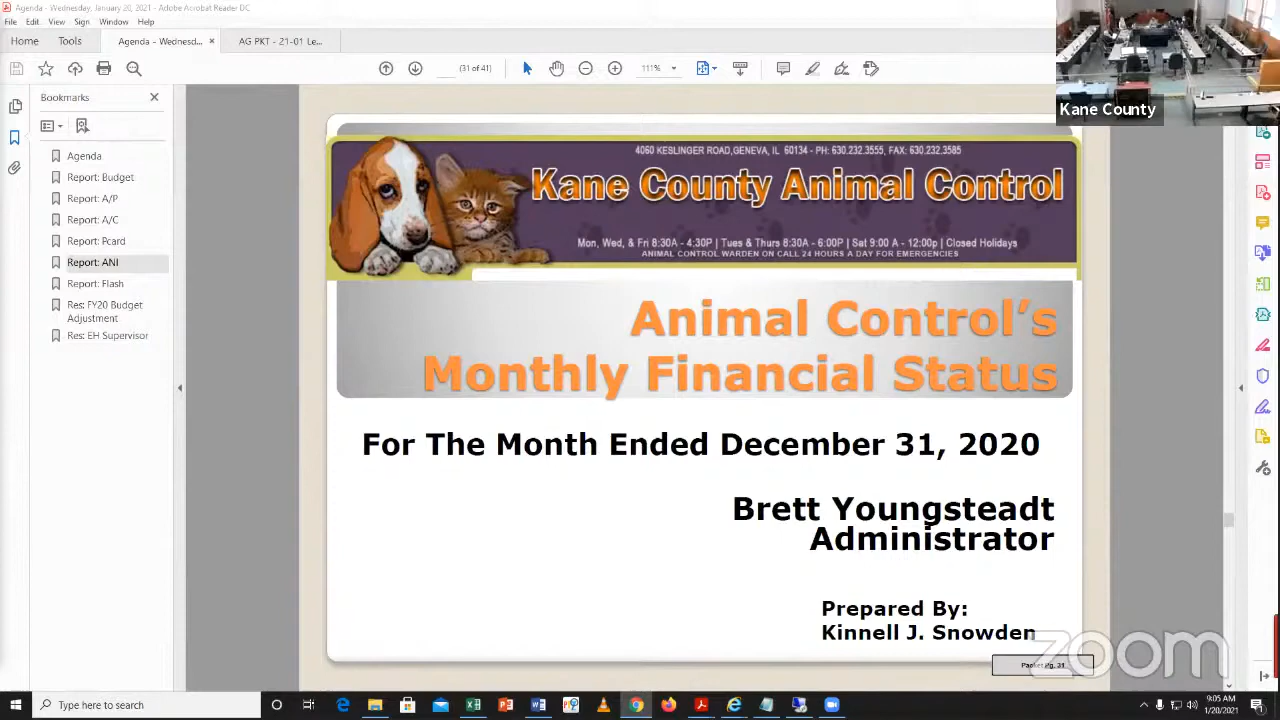 Agenda - Wednesday, January 20, 2021 - Adobe Acrobat Reader DC
File Edit View Sign Window Help
Home Tools Agenda - Wednesd... × AG PKT - 21-01 Le...
(31 of 41) 111%
Kane County
Bookmarks
Agenda
Report: Budget
Report: A/P
Report: A/C
Report: Pcard
Report: ANI
Report: Flash
Res: FY20 Budget
Adjustment
Res: EH Supervisor
4060 KESLINGER ROAD,GENEVA, IL 60134 - PH: 630.232.3555, FAX: 630.232.3585
Kane County Animal Control
Mon, Wed, & Fri 8:30A - 4:30P | Tues & Thurs 8:30A - 6:00P | Sat 9:00 A - 12:00p | Closed Holidays
ANIMAL CONTROL WARDEN ON CALL 24 HOURS A DAY FOR EMERGENCIES
Animal Control’s
Monthly Financial Status
For The Month Ended December 31, 2020
Brett Youngsteadt
Administrator
Prepared By:
Kinnell J. Snowden
zoom
Packet Pg. 31
Type here to search
9:05 AM
1/20/2021